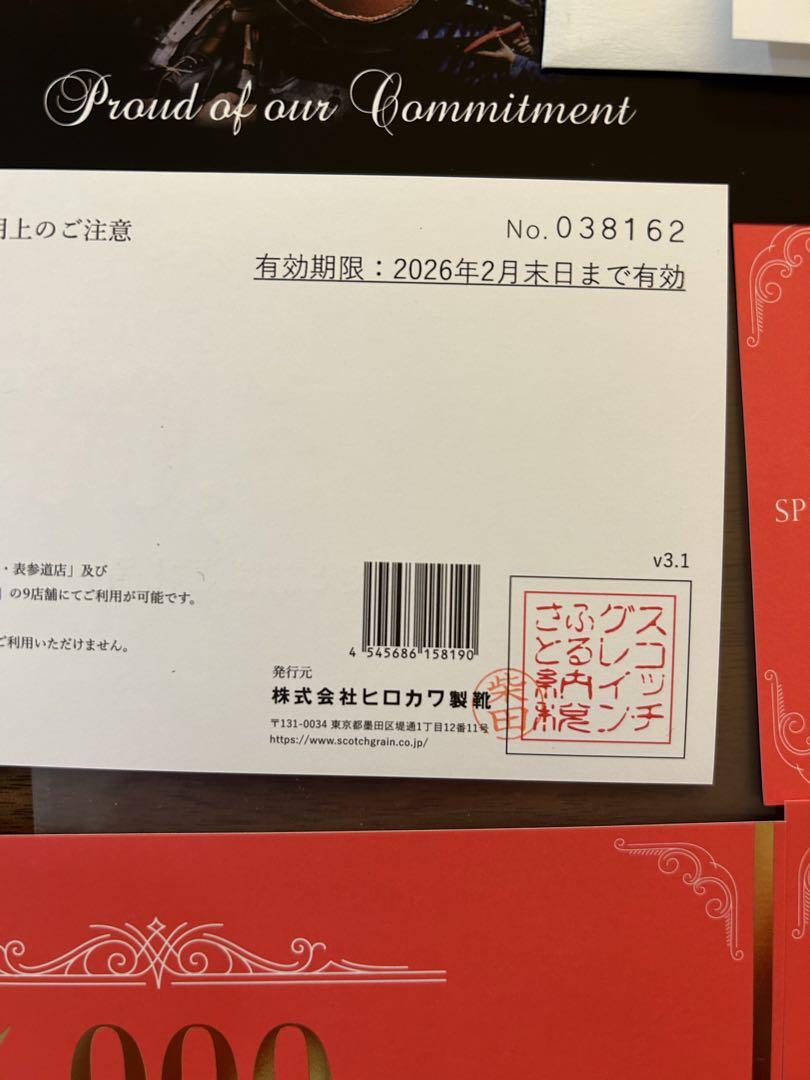 Proud of our Commitment
用上のご注意
No. 038162
有効期限：2026年2月末日まで有効
SP
・表参道店」及び
」の9店舗にてご利用が可能です。
ご利用いただけません。
v3.1
4 545686 158190
発行元
株式会社ヒロカワ製靴
〒131-0034 東京都墨田区堤通1丁目12番11号
https://www.scotchgrain.co.jp/
柴田
スコッチ
グレイン
ふる納税
さと
,000